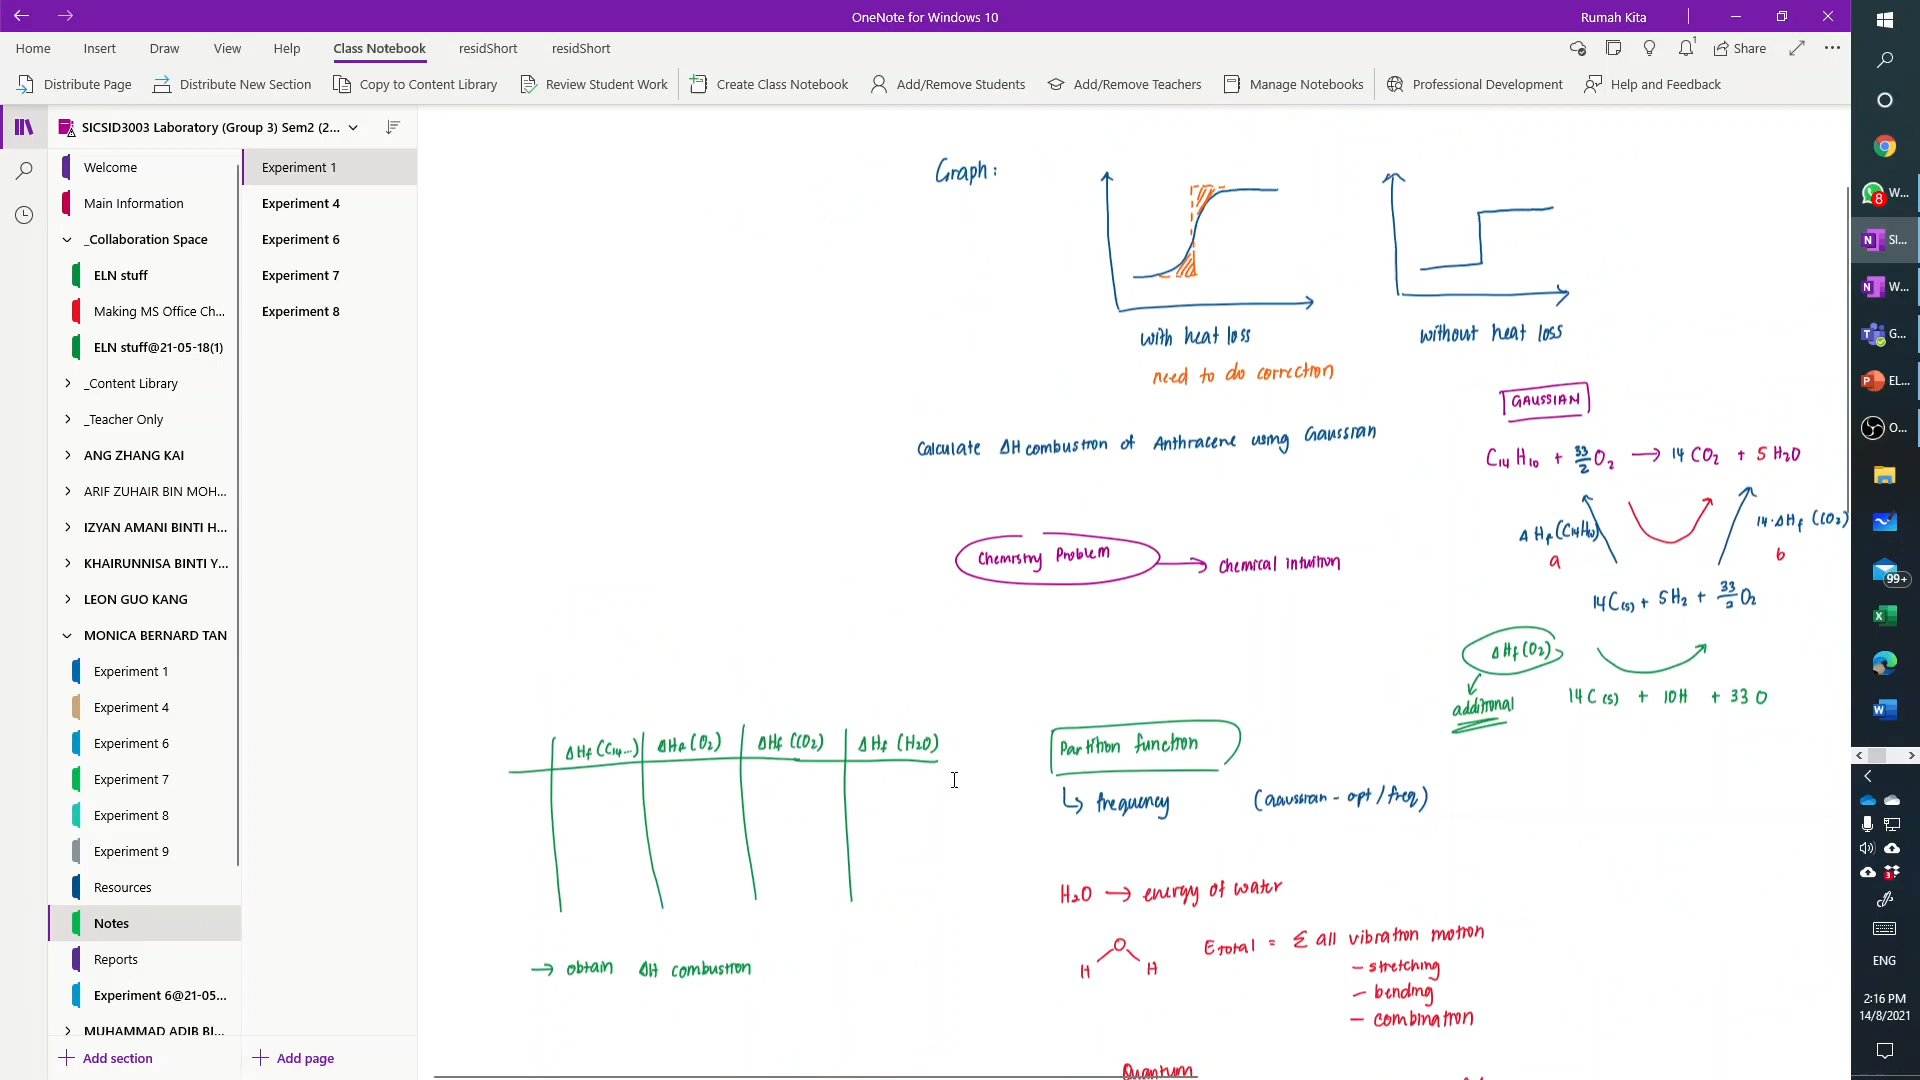 OneNote for Windows 10
Rumah Kita
Home Insert Draw View Help Class Notebook residShort residShort
1
Share
Distribute Page Distribute New Section Copy to Content Library Review Student Work Create Class Notebook Add/Remove Students Add/Remove Teachers Manage Notebooks Professional Development Help and Feedback
SICSID3003 Laboratory (Group 3) Sem2 (2...
Welcome
Main Information
_Collaboration Space
ELN stuff
Making MS Office Ch...
ELN stuff@21-05-18(1)
_Content Library
_Teacher Only
ANG ZHANG KAI
ARIF ZUHAIR BIN MOH...
IZYAN AMANI BINTI H...
KHAIRUNNISA BINTI Y...
LEON GUO KANG
MONICA BERNARD TAN
Experiment 1
Experiment 4
Experiment 6
Experiment 7
Experiment 8
Experiment 9
Resources
Notes
Reports
Experiment 6@21-05...
MUHAMMAD ADIB BI...
Add section
Experiment 1
Experiment 4
Experiment 6
Experiment 7
Experiment 8
Add page
Graph:
with heat loss
need to do correction
without heat loss
Calculate ΔH combustion of Anthracene using Gaussian
GAUSSIAN
C14 H10 + 33/2 O2 → 14 CO2 + 5 H2O
ΔHf (C14H10)
a
14·ΔHf (CO2)
b
14C(s) + 5H2 + 33/2 O2
ΔHf(O2)
additional
14C(s) + 10H + 33 O
Chemistry Problem → chemical intuition
ΔHf (C14...) ΔHf (O2) ΔHf (CO2) ΔHf (H2O)
→ obtain ΔH combustion
Partition function
↳ frequency (Gaussian - opt/freq)
H2O → energy of water
O
H H
Etotal = Σ all vibration motion
- stretching
- bending
- combination
Quantum
W...
8
SI...
W...
G...
EL...
O...
99+
3
ENG
2:16 PM
14/8/2021